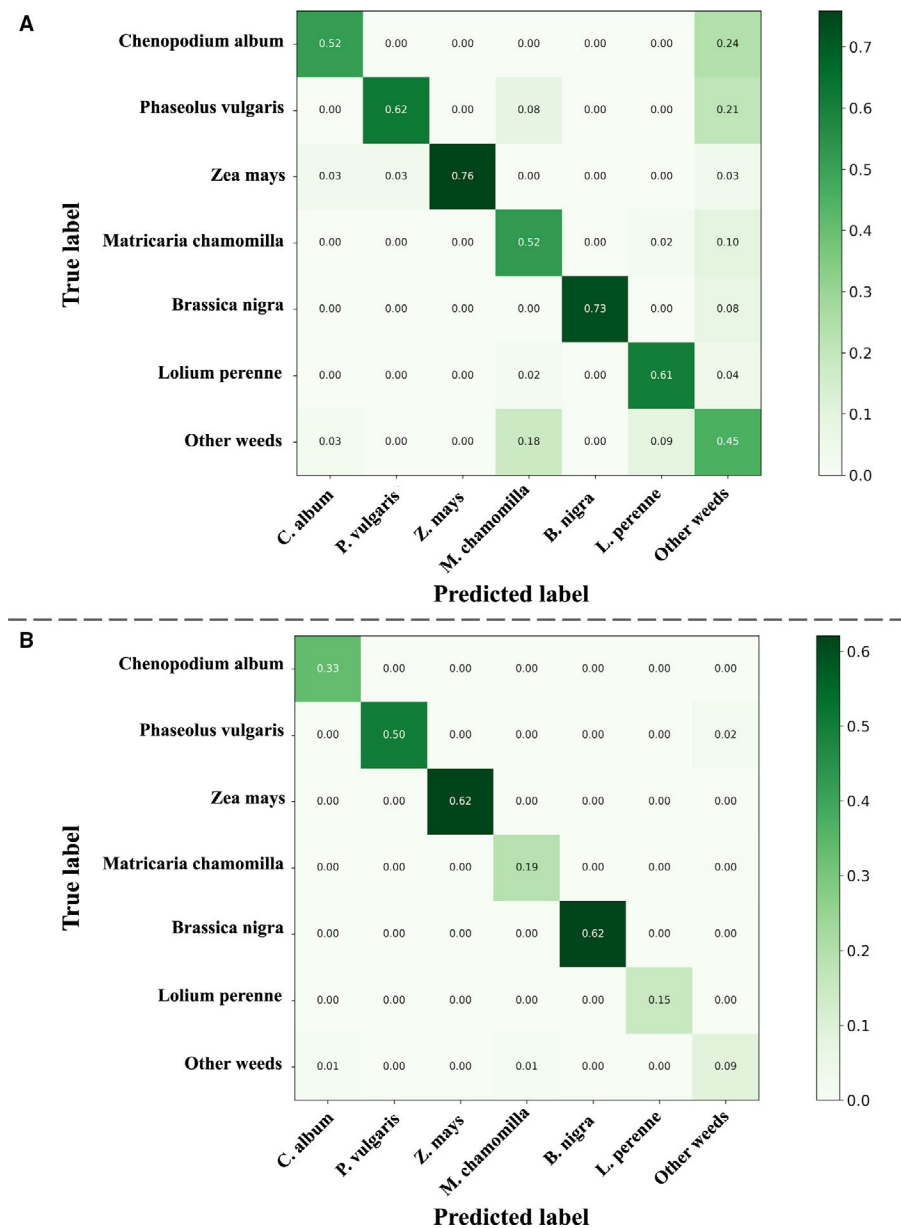 A
Chenopodium album 0.52 0.00 0.00 0.00 0.00 0.00 0.24
Phaseolus vulgaris 0.00 0.62 0.00 0.08 0.00 0.00 0.21
Zea mays 0.03 0.03 0.76 0.00 0.00 0.00 0.03
Matricaria chamomilla 0.00 0.00 0.00 0.52 0.00 0.02 0.10
Brassica nigra 0.00 0.00 0.00 0.00 0.73 0.00 0.08
Lolium perenne 0.00 0.00 0.00 0.02 0.00 0.61 0.04
Other weeds 0.03 0.00 0.00 0.18 0.00 0.09 0.45
True label
C. album P. vulgaris Z. mays M. chamomilla B. nigra L. perenne Other weeds
Predicted label
0.7
0.6
0.5
0.4
0.3
0.2
0.1
0.0
B
Chenopodium album 0.33 0.00 0.00 0.00 0.00 0.00 0.00
Phaseolus vulgaris 0.00 0.50 0.00 0.00 0.00 0.00 0.02
Zea mays 0.00 0.00 0.62 0.00 0.00 0.00 0.00
Matricaria chamomilla 0.00 0.00 0.00 0.19 0.00 0.00 0.00
Brassica nigra 0.00 0.00 0.00 0.00 0.62 0.00 0.00
Lolium perenne 0.00 0.00 0.00 0.00 0.00 0.15 0.00
Other weeds 0.01 0.00 0.00 0.01 0.00 0.00 0.09
True label
C. album P. vulgaris Z. mays M. chamomilla B. nigra L. perenne Other weeds
Predicted label
0.6
0.5
0.4
0.3
0.2
0.1
0.0